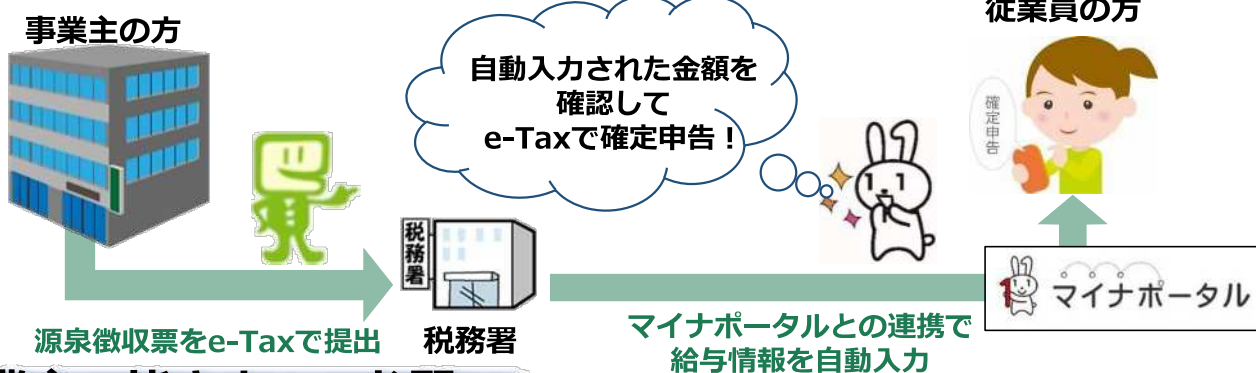 事業主の方
従業員の方
自動入力された金額を
確認して
e-Taxで確定申告！
確定申告
税務署
マイナポータル
源泉徴収票をe-Taxで提出
税務署
マイナポータルとの連携で
給与情報を自動入力